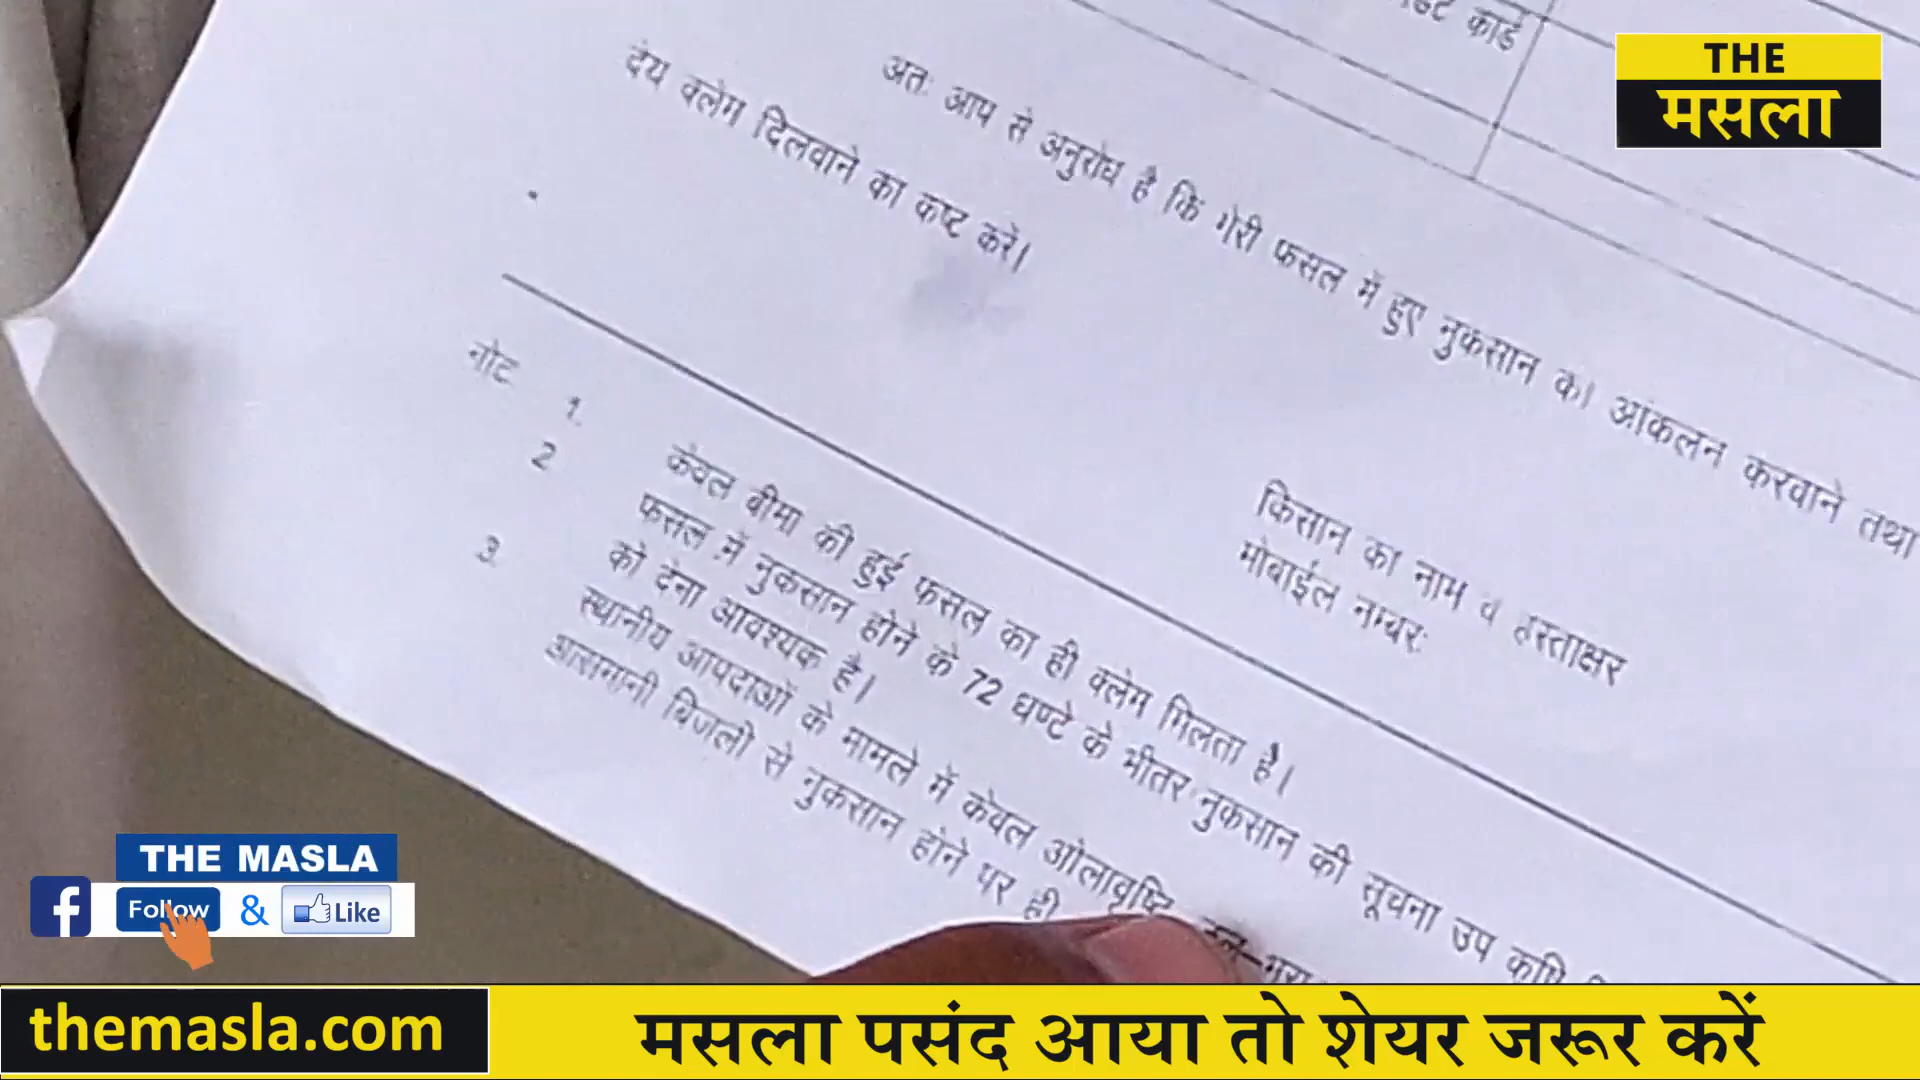 THE
मसला
कार्ड
अतः आप से अनुरोध है कि मेरी फसल में हुए नुकसान का आंकलन करवाने तथा
देय क्लेम दिलवाने का कष्ट करें।
किसान का नाम व हस्ताक्षर
मोबाईल नम्बरः
नोटः
1. केवल बीमा की हुई फसल का ही क्लेम मिलता है।
2 फसल में नुकसान होने के 72 घण्टे के भीतर नुकसान की सूचना उप कृषि
को देना आवश्यक है।
3. स्थानीय आपदाओं के मामले में केवल ओलावृष्टि
आसमानी बिजली से नुकसान होने पर ही
THE MASLA
f Follow & Like
themasla.com
मसला पसंद आया तो शेयर जरूर करें